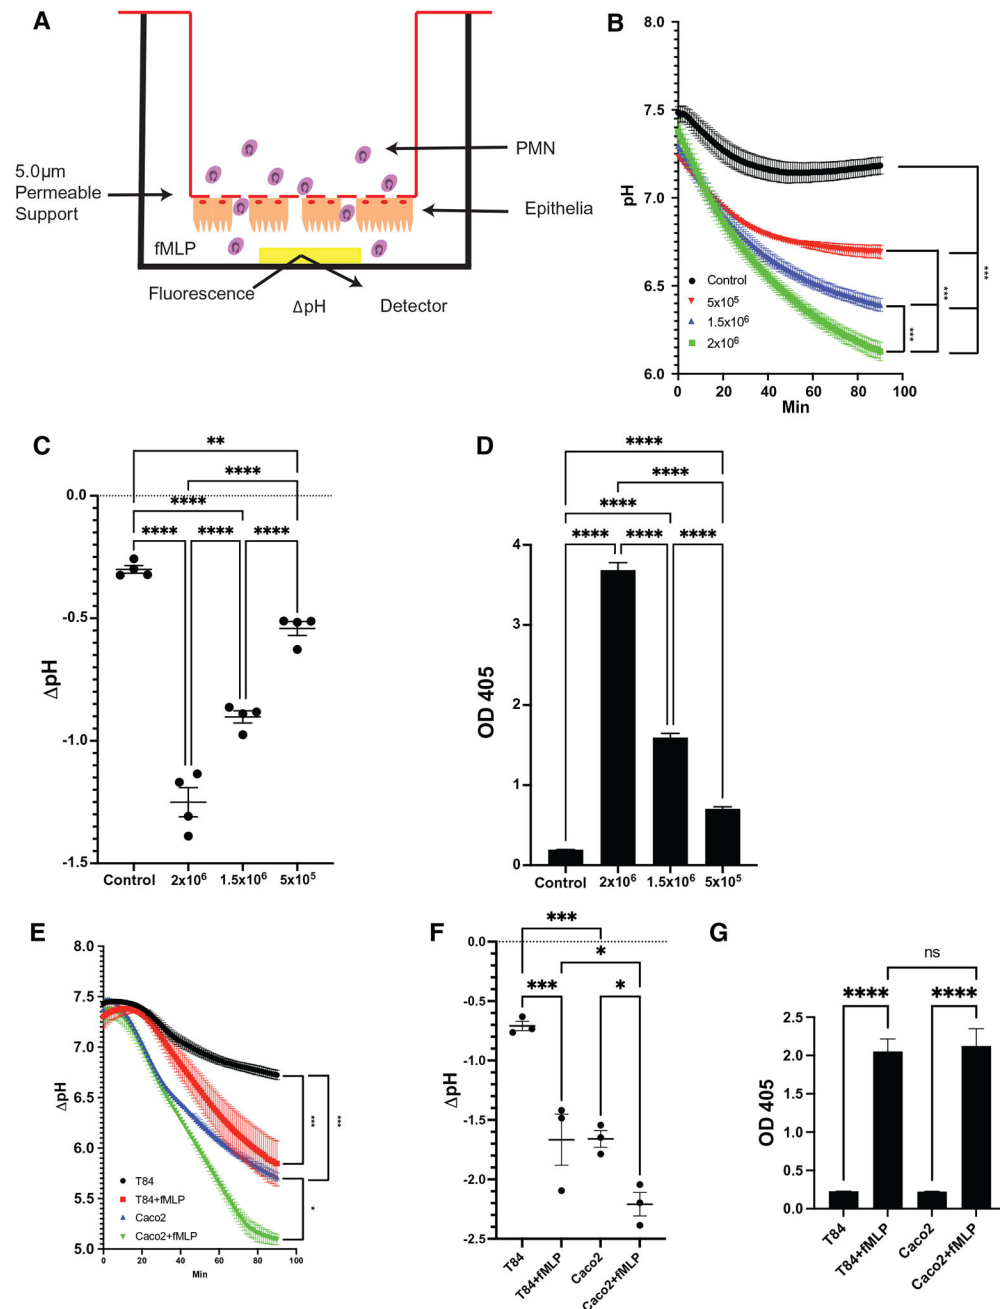 A
5.0μm
Permeable
Support
PMN
Epithelia
fMLP
Fluorescence
ΔpH
Detector
B
8.0
7.5
7.0
6.5
6.0
pH
Control
5x10⁵
1.5x10⁶
2x10⁶
***
***
***
0 20 40 60 80 100
Min
C
**
****
****
**** **** ****
0.0
-0.5
-1.0
-1.5
ΔpH
Control 2x10⁶ 1.5x10⁶ 5x10⁵
D
****
****
****
**** **** ****
4
3
2
1
0
OD 405
Control 2x10⁶ 1.5x10⁶ 5x10⁵
E
8.0
7.5
7.0
6.5
6.0
5.5
5.0
ΔpH
T84
T84+fMLP
Caco2
Caco2+fMLP
***
***
*
0 20 40 60 80 100
Min
F
***
*
*** *
0.0
-0.5
-1.0
-1.5
-2.0
-2.5
ΔpH
T84 T84+fMLP Caco2 Caco2+fMLP
G
ns
**** ****
2.5
2.0
1.5
1.0
0.5
0.0
OD 405
T84 T84+fMLP Caco2 Caco2+fMLP